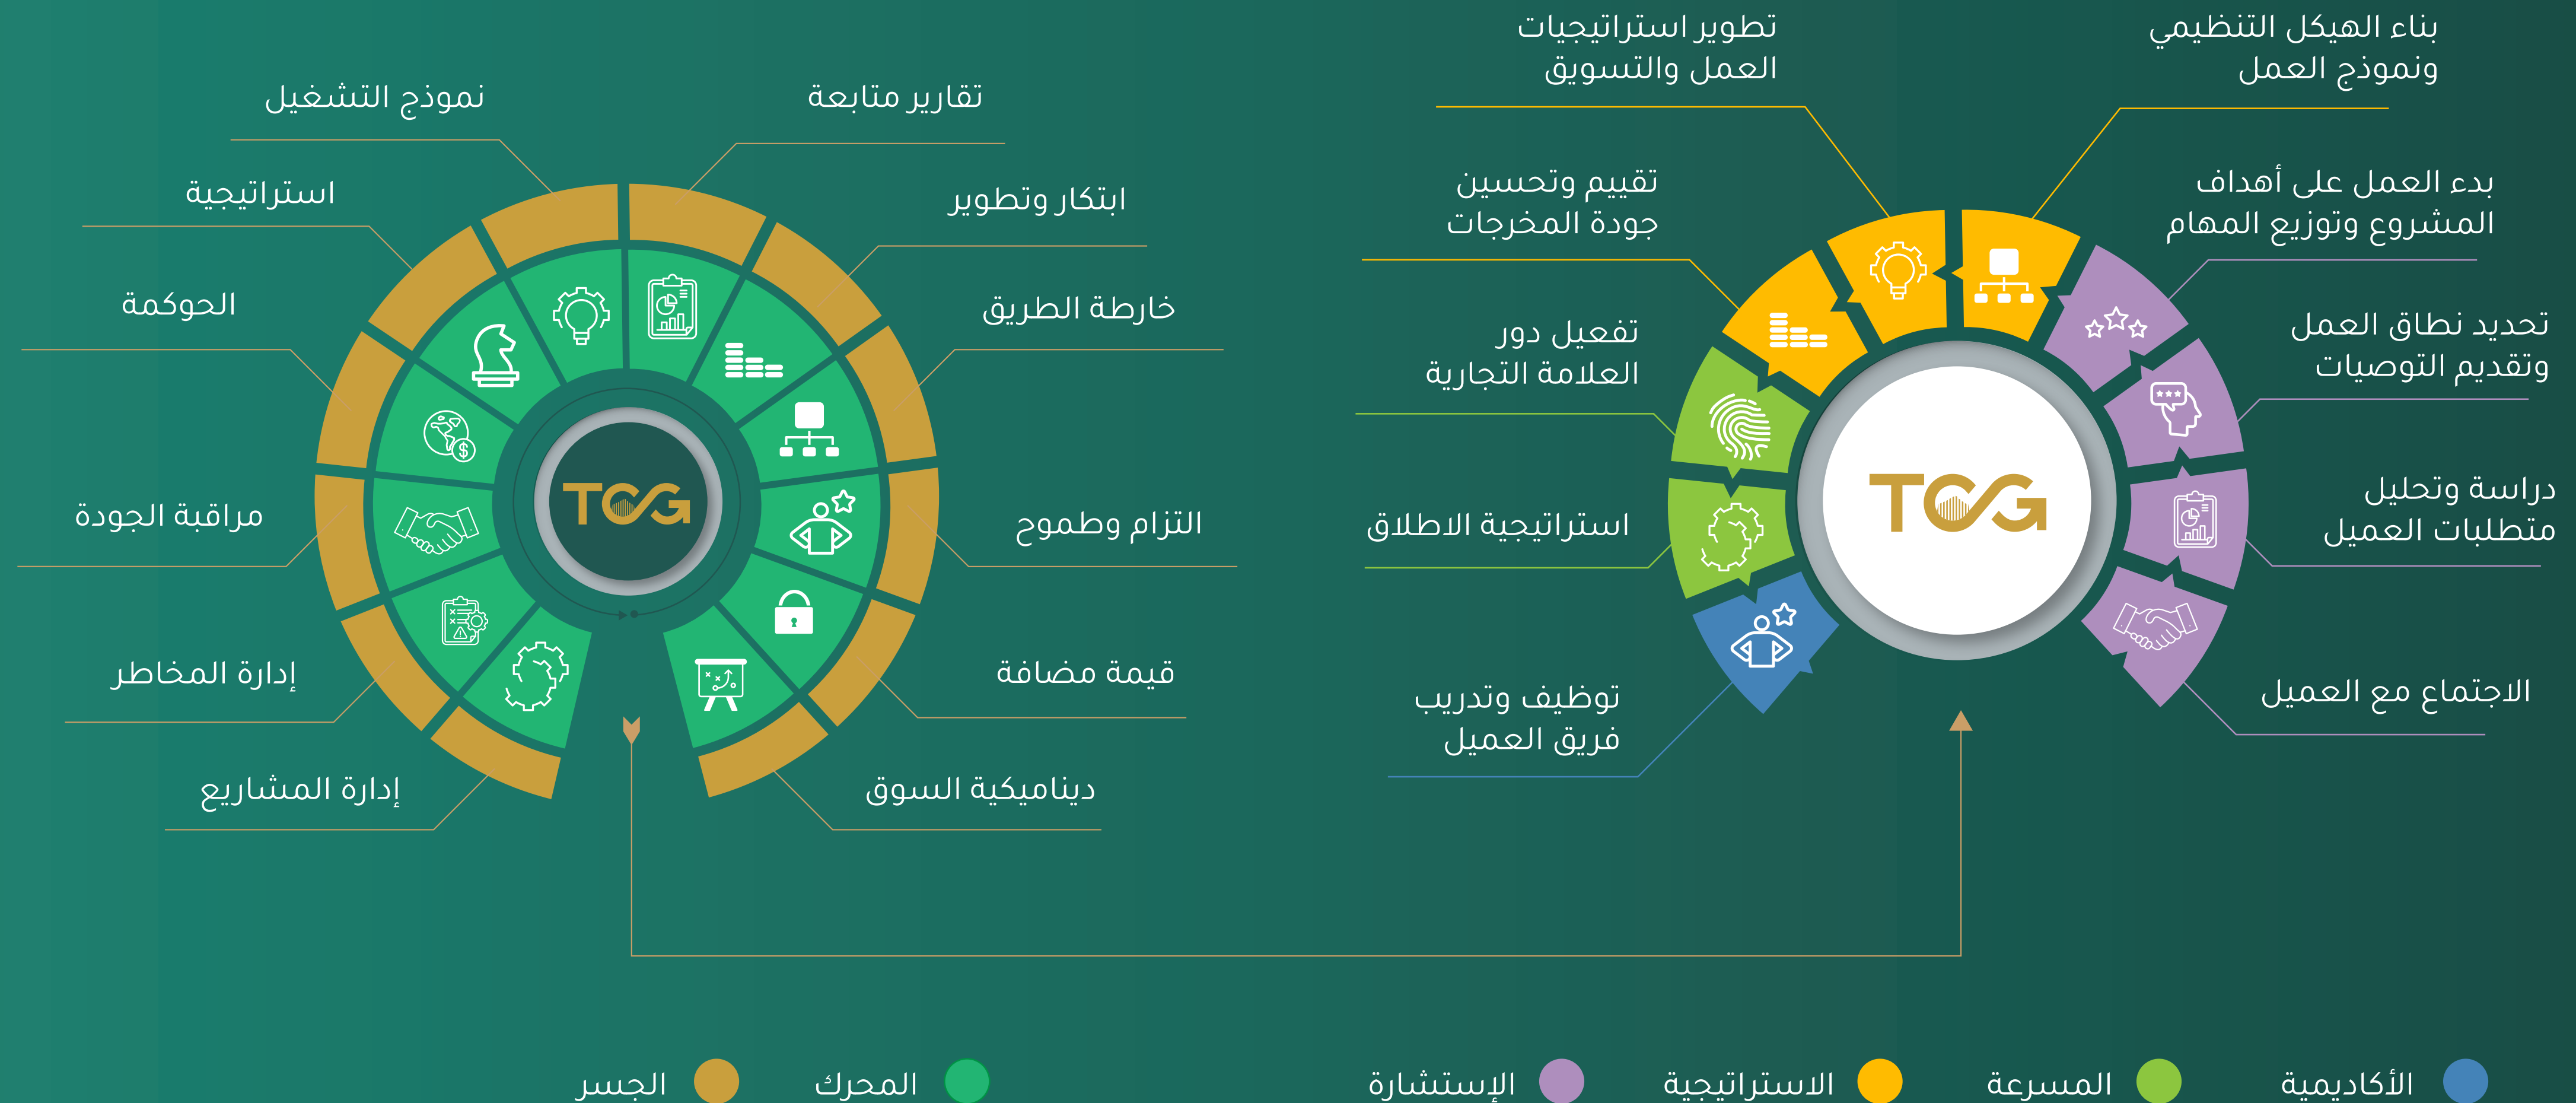 بناء الهيكل التنظيمي
ونموذج العمل
بدء العمل على أهداف
المشروع وتوزيع المهام
تحديد نطاق العمل
وتقديم التوصيات
دراسة وتحليل
متطلبات العميل
الاجتماع مع العميل
تطوير استراتيجيات
العمل والتسويق
تقييم وتحسين
جودة المخرجات
تفعيل دور
العلامة التجارية
استراتيجية الاطلاق
توظيف وتدريب
فريق العميل
TCG
تقارير متابعة
ابتكار وتطوير
خارطة الطريق
التزام وطموح
قيمة مضافة
ديناميكية السوق
نموذج التشغيل
استراتيجية
الحوكمة
مراقبة الجودة
إدارة المخاطر
إدارة المشاريع
TCG
الأكاديمية
المسرعة
الاستراتيجية
الإستشارة
المحرك
الجسر